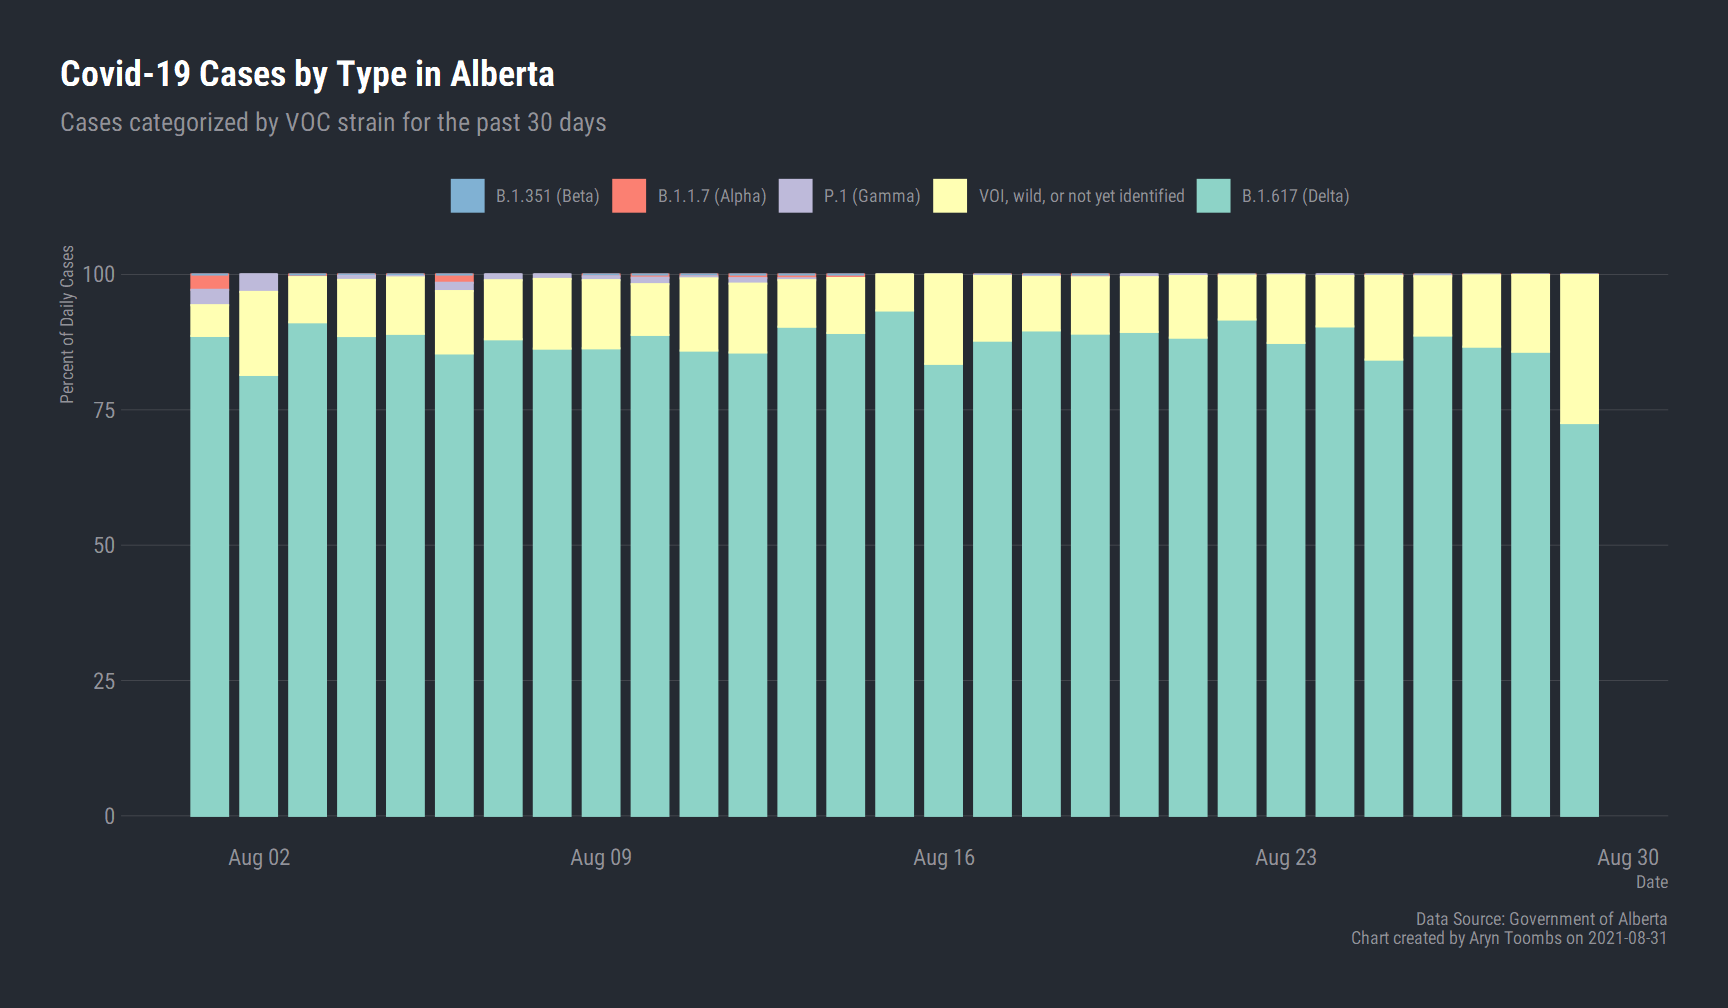 Covid-19 Cases by Type in Alberta
Cases categorized by VOC strain for the past 30 days
B.1.351 (Beta) B.1.1.7 (Alpha) P.1 (Gamma) VOI, wild, or not yet identified B.1.617 (Delta)
Percent of Daily Cases
100
75
50
25
0
Aug 02 Aug 09 Aug 16 Aug 23 Aug 30
Date
Data Source: Government of Alberta
Chart created by Aryn Toombs on 2021-08-31